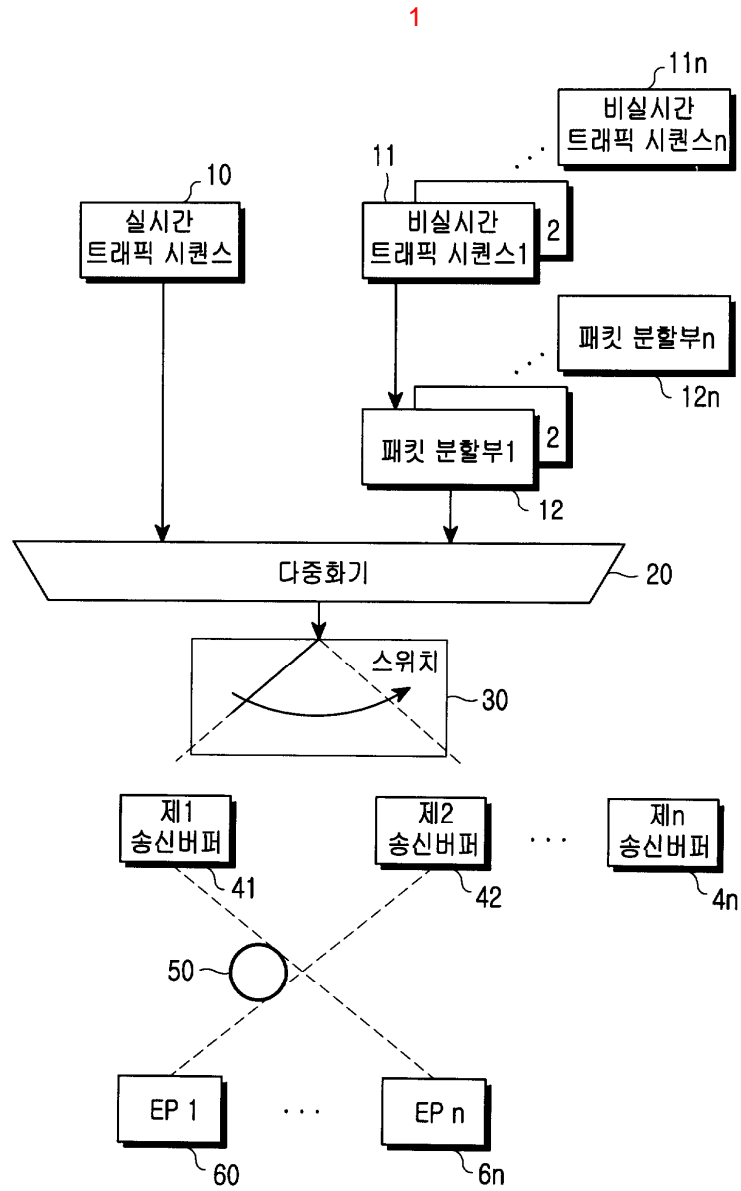 1
11n
비실시간
트래픽 시퀀스n
11
10
실시간
트래픽 시퀀스
비실시간
트래픽 시퀀스1
2
패킷 분할부n
12n
패킷 분할부1
2
12
다중화기
20
스위치
30
제1
송신버퍼
41
제2
송신버퍼
42
제n
송신버퍼
4n
50
EP 1
60
EP n
6n